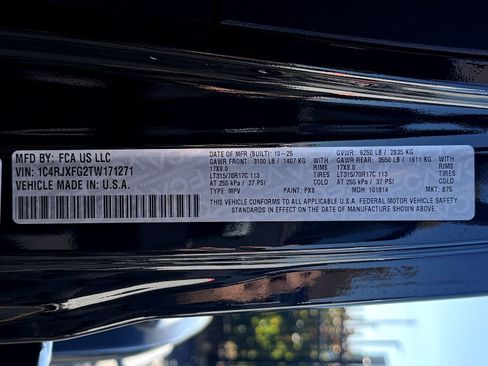 MFD BY: FCA US LLC
VIN: 1C4RJXFG2TW171271
VEHICLE MADE IN: U.S.A.
DATE OF MFR (BUILT): 10-25 GVWR: 6250 LB / 2835 KG
GAWR FRONT: 3100 LB / 1407 KG GAWR REAR: 3550 LB / 1611 KG
17X8.0 RIMS 17X8.0 RIMS
LT315/70R17C 113 TIRES LT315/70R17C 113 TIRES
AT 255 kPa / 37 PSI COLD AT 255 kPa / 37 PSI COLD
TYPE: MPV PAINT: PX8 MDH: 101814 MKT: 875
THIS VEHICLE CONFORMS TO ALL APPLICABLE U.S.A. FEDERAL MOTOR VEHICLE SAFETY
STANDARDS IN EFFECT ON THE DATE OF MANUFACTURE SHOWN ABOVE.